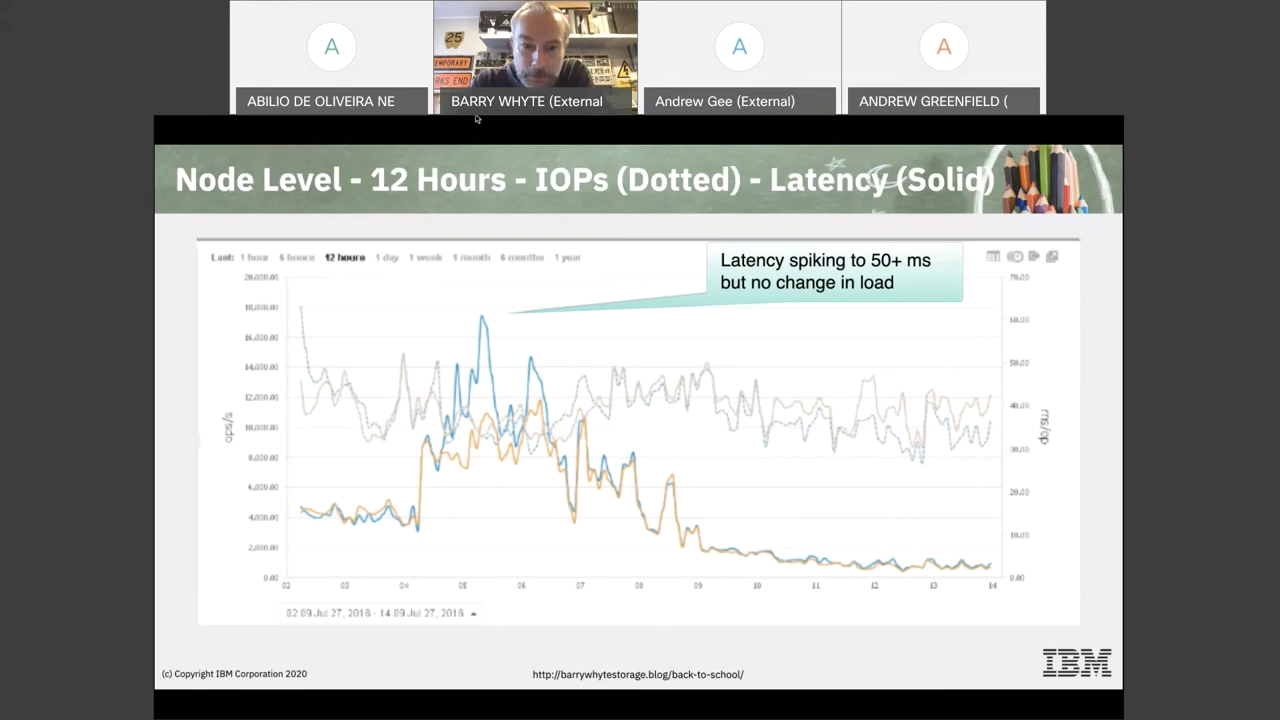 A
A
A
25
TEMPORARY
RKS END
ABILIO DE OLIVEIRA NE
BARRY WHYTE (External
Andrew Gee (External)
ANDREW GREENFIELD (
Node Level - 12 Hours - IOPs (Dotted) - Latency (Solid)
Last: 1 hour 6 hours 12 hours 1 day 1 week 1 month 6 months 1 year
Latency spiking to 50+ ms
but no change in load
20,000.00
18,000.00
16,000.00
14,000.00
12,000.00
10,000.00
8,000.00
6,000.00
4,000.00
2,000.00
0.00
ops/s
70.00
60.00
50.00
40.00
30.00
20.00
10.00
0.00
ms/op
02 03 04 05 06 07 08 09 10 11 12 13 14
02:09 Jul 27, 2016 - 14:09 Jul 27, 2016
(c) Copyright IBM Corporation 2020
http://barrywhytestorage.blog/back-to-school/
IBM